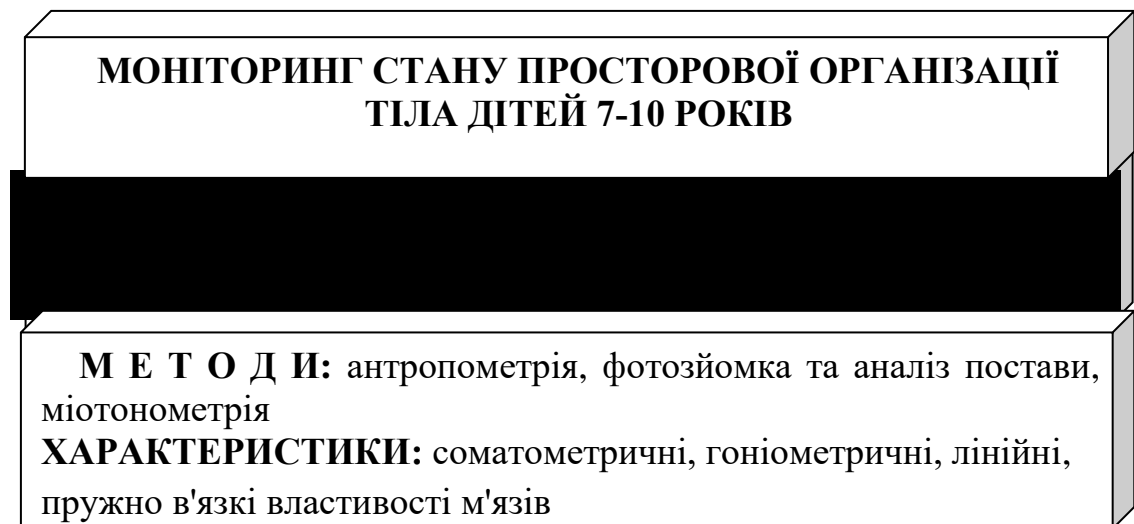 МОНІТОРИНГ СТАНУ ПРОСТОРОВОЇ ОРГАНІЗАЦІЇ
ТІЛА ДІТЕЙ 7-10 РОКІВ
М Е Т О Д И: антропометрія, фотозйомка та аналіз постави,
міотонометрія
ХАРАКТЕРИСТИКИ: соматометричні, гоніометричні, лінійні,
пружно в'язкі властивості м'язів